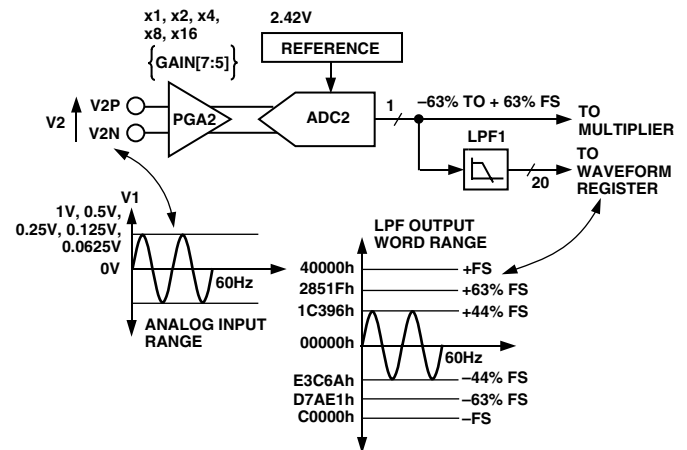 x1, x2, x4,
x8, x16
{GAIN[7:5]}
2.42V
REFERENCE
V2
V2P
V2N
PGA2
ADC2
1
–63% TO + 63% FS
TO
MULTIPLIER
LPF1
20
TO
WAVEFORM
REGISTER
V1
1V, 0.5V,
0.25V, 0.125V,
0.0625V
0V
60Hz
ANALOG INPUT
RANGE
LPF OUTPUT
WORD RANGE
40000h +FS
2851Fh +63% FS
1C396h +44% FS
00000h
60Hz
E3C6Ah –44% FS
D7AE1h –63% FS
C0000h –FS